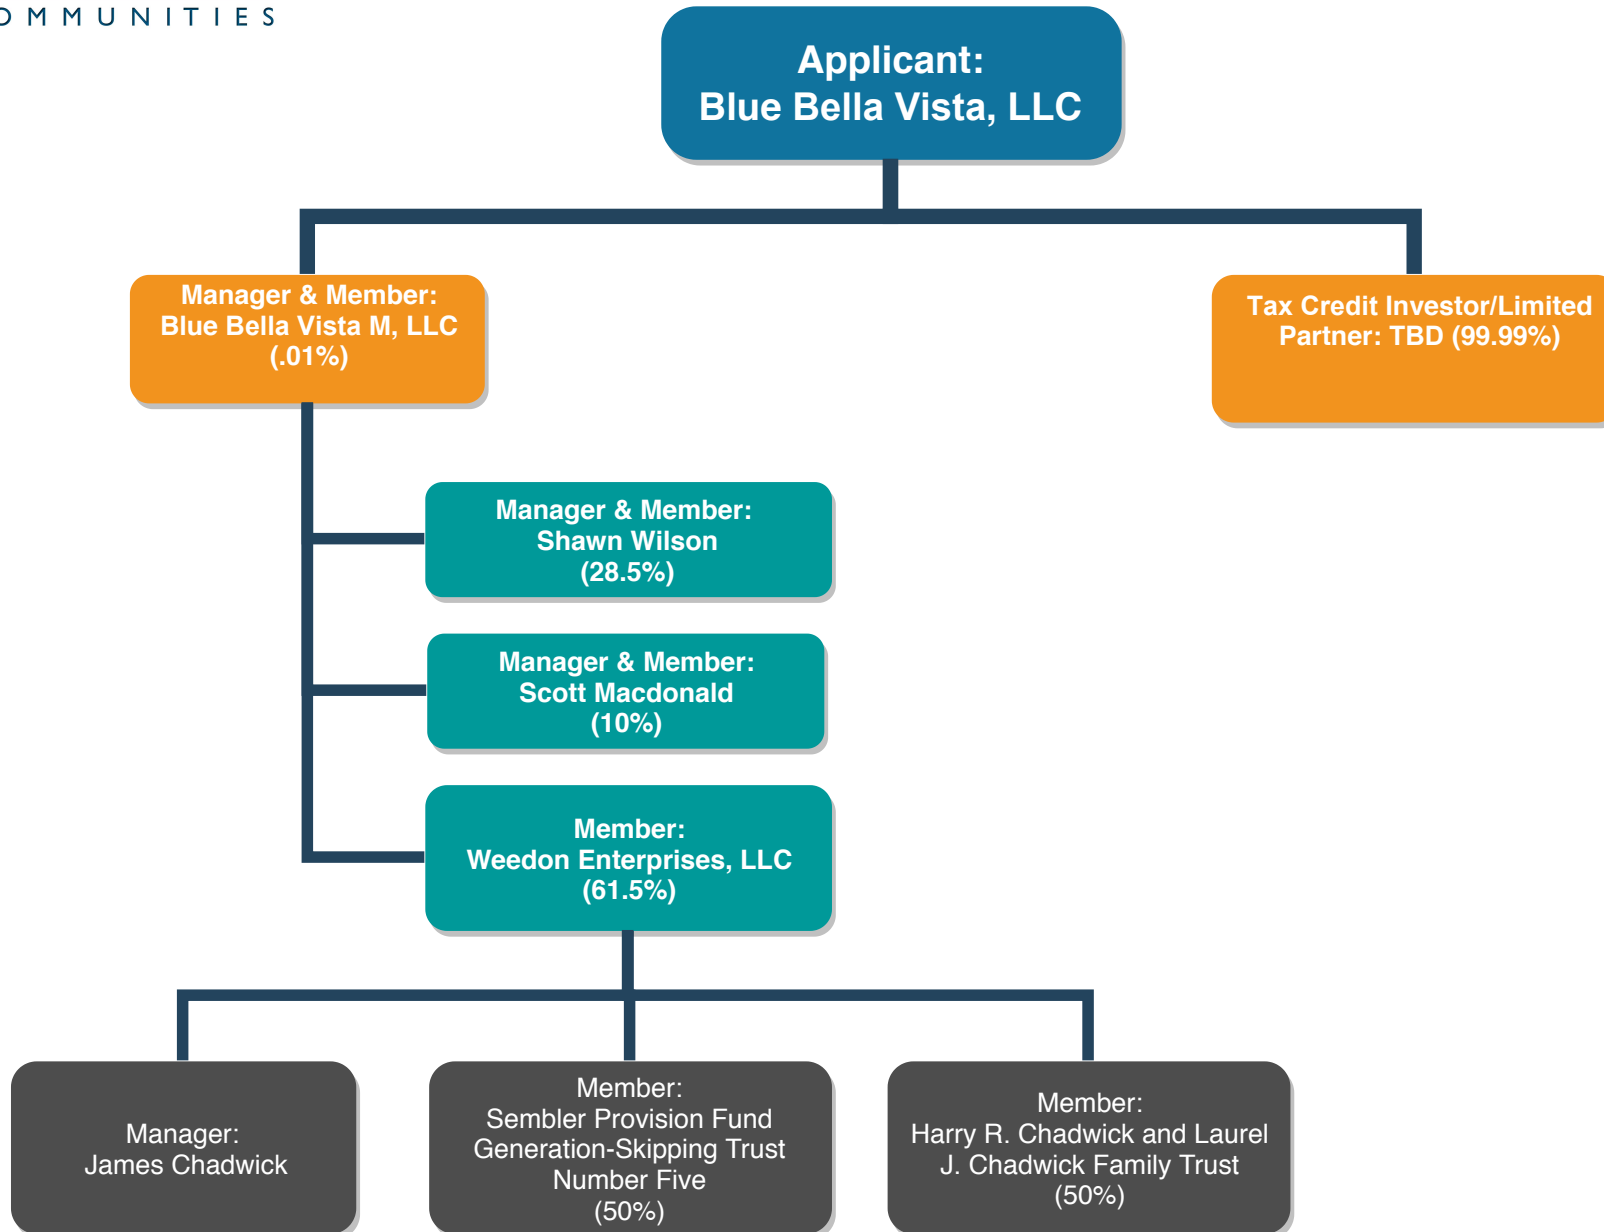 OMMUNITIES
Applicant:
Blue Bella Vista, LLC
Manager & Member:
Blue Bella Vista M, LLC
(.01%)
Tax Credit Investor/Limited
Partner: TBD (99.99%)
Manager & Member:
Shawn Wilson
(28.5%)
Manager & Member:
Scott Macdonald
(10%)
Member:
Weedon Enterprises, LLC
(61.5%)
Manager:
James Chadwick
Member:
Sembler Provision Fund
Generation-Skipping Trust
Number Five
(50%)
Member:
Harry R. Chadwick and Laurel
J. Chadwick Family Trust
(50%)